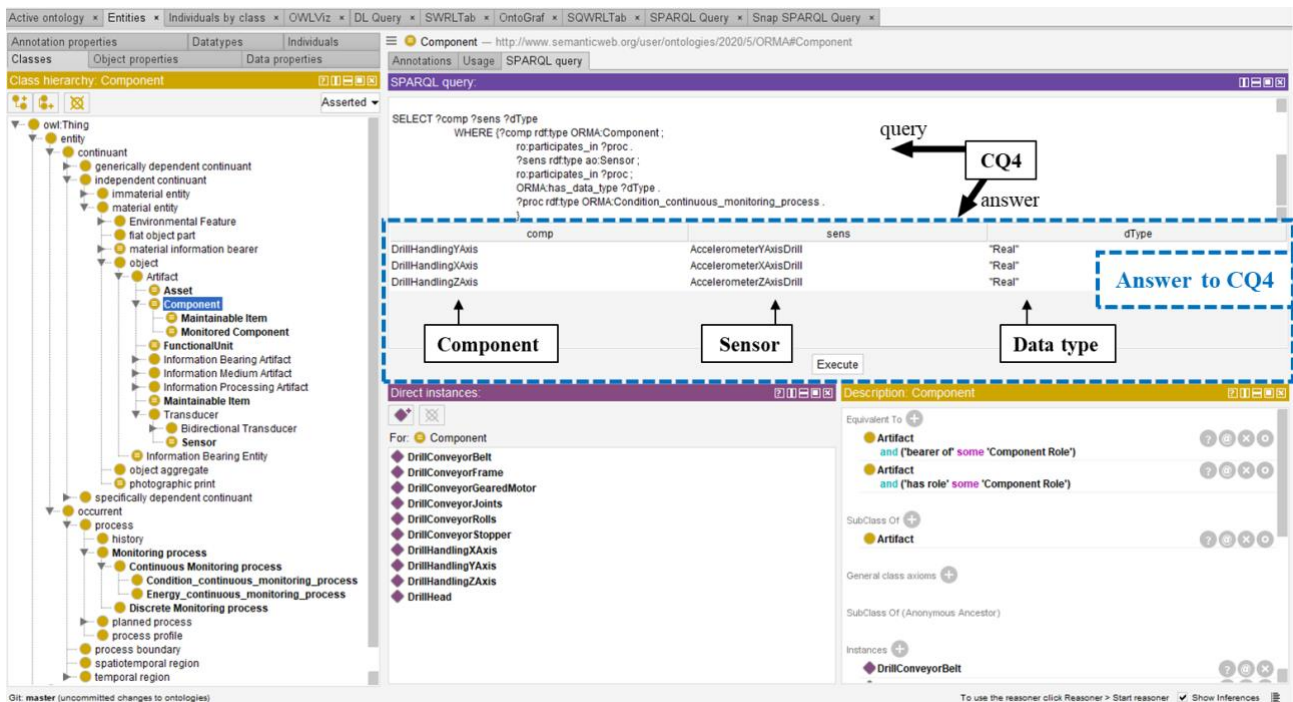 Active ontology × Entities × Individuals by class × OWLViz × DL Query × SWRLTab × OntoGraf × SQWRLTab × SPARQL Query × Snap SPARQL Query ×
Annotation properties Datatypes Individuals
Classes Object properties Data properties
Class hierarchy: Component
Asserted
owl:Thing
entity
continuant
generically dependent continuant
independent continuant
immaterial entity
material entity
Environmental Feature
fiat object part
material information bearer
object
Artifact
Asset
Component
Maintainable Item
Monitored Component
FunctionalUnit
Information Bearing Artifact
Information Medium Artifact
Information Processing Artifact
Maintainable Item
Transducer
Bidirectional Transducer
Sensor
Information Bearing Entity
object aggregate
photographic print
specifically dependent continuant
occurrent
process
history
Monitoring process
Continuous Monitoring process
Condition_continuous_monitoring_process
Energy_continuous_monitoring_process
Discrete Monitoring process
planned process
process profile
process boundary
spatiotemporal region
temporal region
Component — http://www.semanticweb.org/user/ontologies/2020/5/ORMA#Component
Annotations Usage SPARQL query
SPARQL query:
SELECT ?comp ?sens ?dType
WHERE {?comp rdf:type ORMA:Component ;
ro:participates_in ?proc .
?sens rdf:type ao:Sensor ;
ro:participates_in ?proc ;
ORMA:has_data_type ?dType .
?proc rdf:type ORMA:Condition_continuous_monitoring_process .
}
query
CQ4
answer
comp sens dType
DrillHandlingYAxis AccelerometerYAxisDrill "Real"
DrillHandlingXAxis AccelerometerXAxisDrill "Real"
DrillHandlingZAxis AccelerometerZAxisDrill "Real"
Answer to CQ4
Component Sensor Data type
Execute
Direct instances:
For: Component
DrillConveyorBelt
DrillConveyorFrame
DrillConveyorGearedMotor
DrillConveyorJoints
DrillConveyorRolls
DrillConveyorStopper
DrillHandlingXAxis
DrillHandlingYAxis
DrillHandlingZAxis
DrillHead
Description: Component
Equivalent To
Artifact
and ('bearer of' some 'Component Role')
Artifact
and ('has role' some 'Component Role')
SubClass Of
Artifact
General class axioms
SubClass Of (Anonymous Ancestor)
Instances
DrillConveyorBelt
Git: master (uncommitted changes to ontologies)
To use the reasoner click Reasoner > Start reasoner Show Inferences